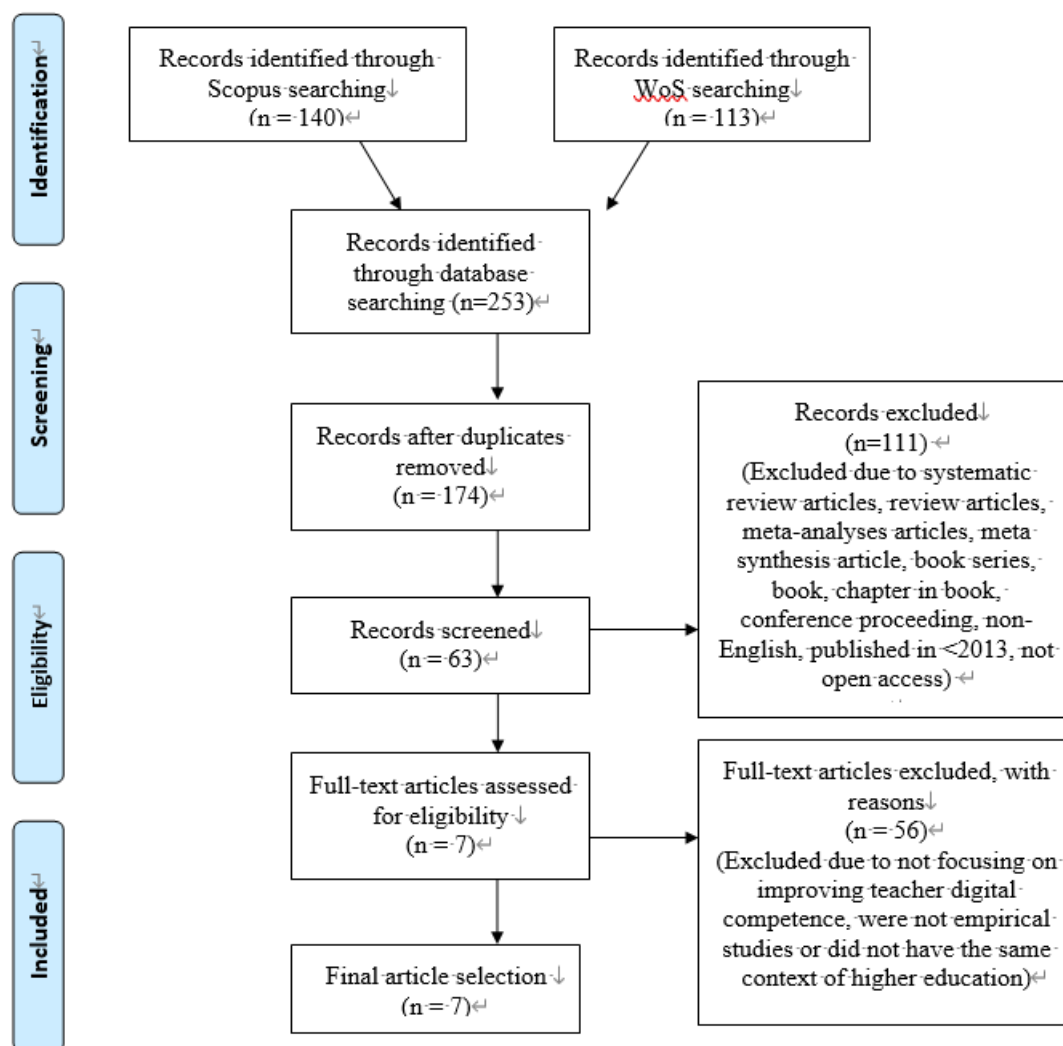 Identification
Records identified through
Scopus searching
(n = 140)
Records identified through
WoS searching
(n = 113)
Records identified
through database
searching (n=253)
Screening
Records after duplicates
removed
(n = 174)
Records excluded
(n=111)
(Excluded due to systematic
review articles, review articles,
meta-analyses articles, meta
synthesis article, book series,
book, chapter in book,
conference proceeding, non-
English, published in <2013, not
open access)
Eligibility
Records screened
(n = 63)
Full-text articles assessed
for eligibility
(n = 7)
Full-text articles excluded, with
reasons
(n = 56)
(Excluded due to not focusing on
improving teacher digital
competence, were not empirical
studies or did not have the same
context of higher education)
Included
Final article selection
(n = 7)